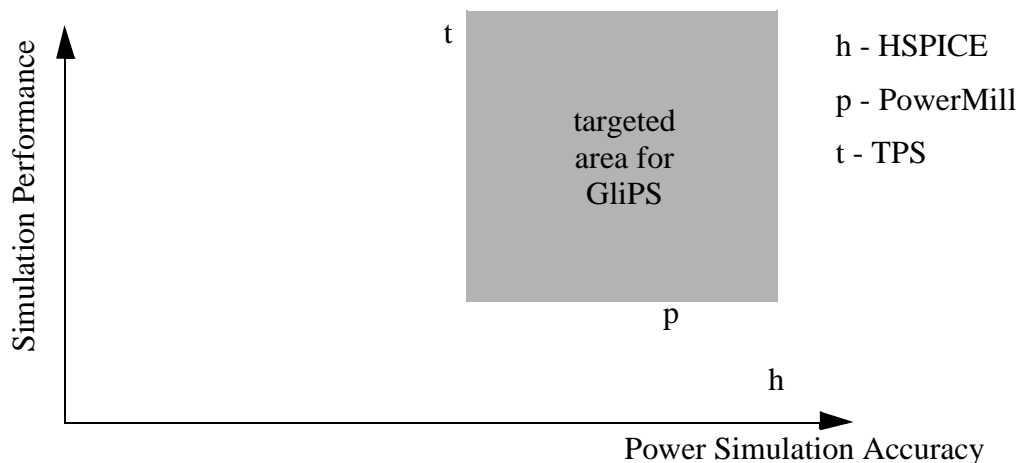 Simulation Performance
t
targeted
area for
GliPS
p
h
h - HSPICE
p - PowerMill
t - TPS
Power Simulation Accuracy